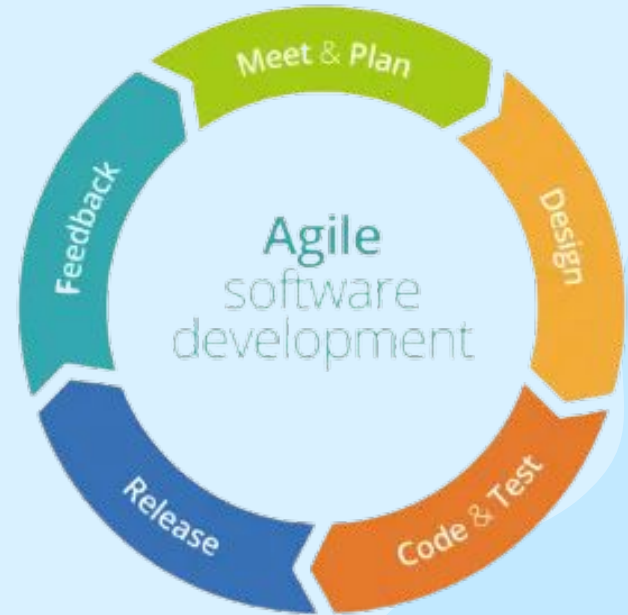 Meet & Plan
Design
Code & Test
Release
Feedback
Agile
software
development